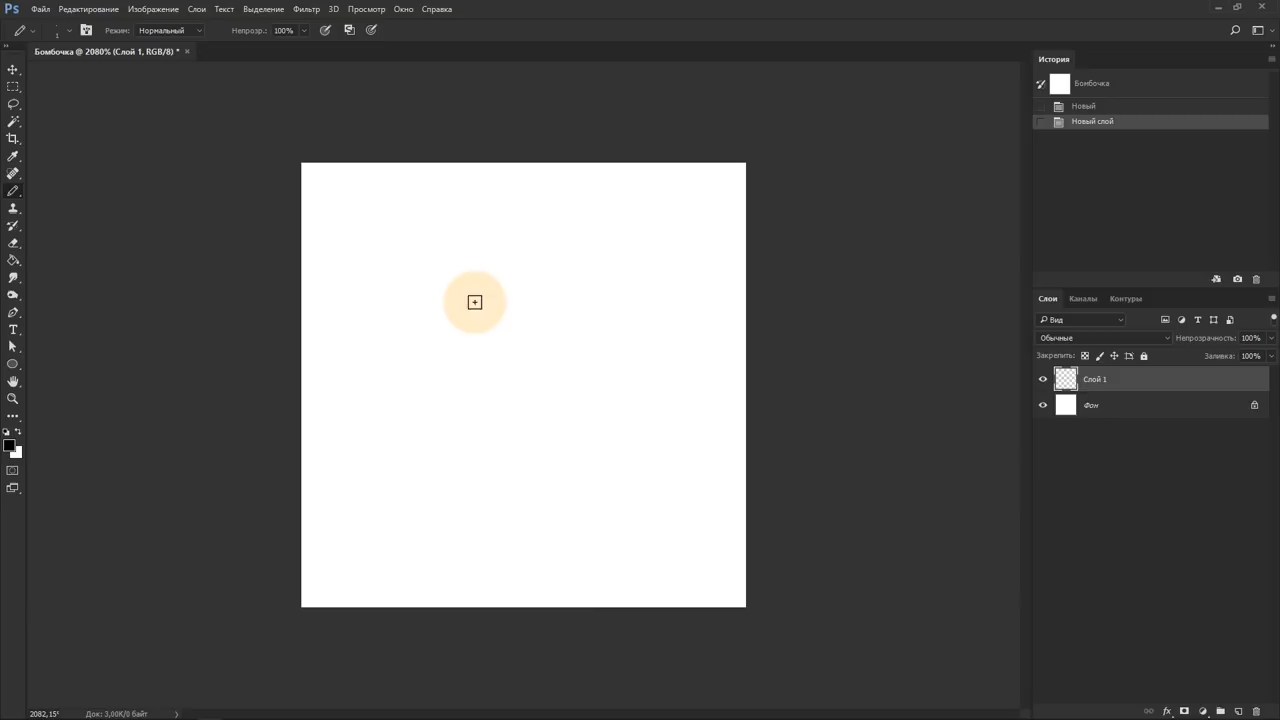 Ps Файл Редактирование Изображение Слои Текст Выделение Фильтр 3D Просмотр Окно Справка
1 Режим: Нормальный Непрозр.: 100%
Бомбочка @ 2080% (Слой 1, RGB/8) * ×
История
Бомбочка
Новый
Новый слой
Слои Каналы Контуры
Вид
Обычные Непрозрачность: 100%
Закрепить: Заливка: 100%
Слой 1
Фон
2082,15% Док: 3,00К/0 байт